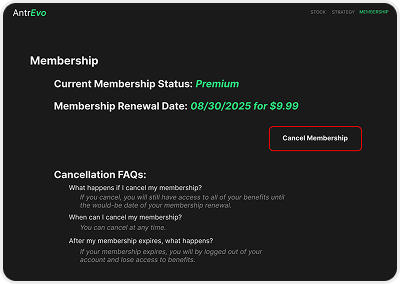 AntrEvo
STOCK STRATEGY MEMBERSHIP
Membership
Current Membership Status: Premium
Membership Renewal Date: 08/30/2025 for $9.99
Cancel Membership
Cancellation FAQs:
What happens if I cancel my membership?
If you cancel, you will still have access to all of your benefits until
the would-be date of your membership renewal.
When can I cancel my membership?
You can cancel at any time.
After my membership expires, what happens?
If your membership expires, you will by logged out of your
account and lose access to benefits.